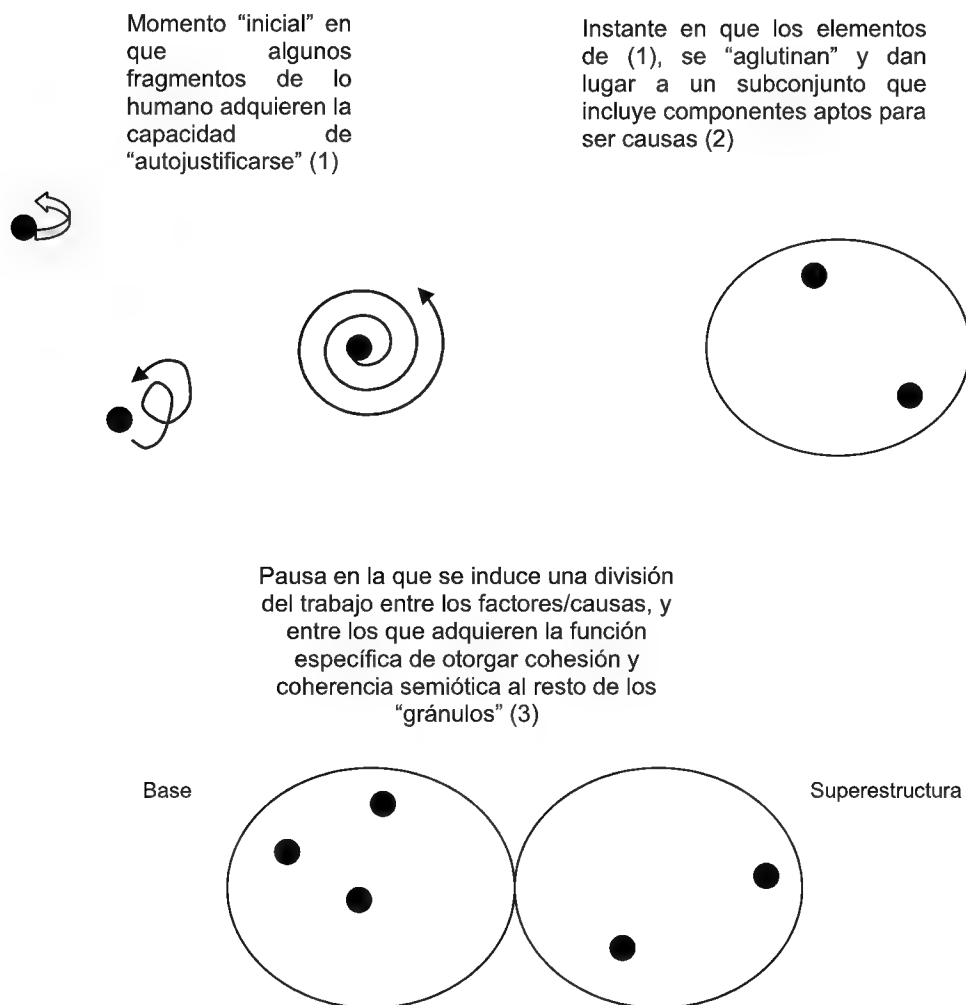 Momento “inicial” en
que algunos
fragmentos de lo
humano adquieren la
capacidad de
“autojustificarse” (1)
Instante en que los elementos
de (1), se “aglutinan” y dan
lugar a un subconjunto que
incluye componentes aptos para
ser causas (2)
Pausa en la que se induce una división
del trabajo entre los factores/causas, y
entre los que adquieren la función
específica de otorgar cohesión y
coherencia semiótica al resto de los
“gránulos” (3)
Base
Superestructura